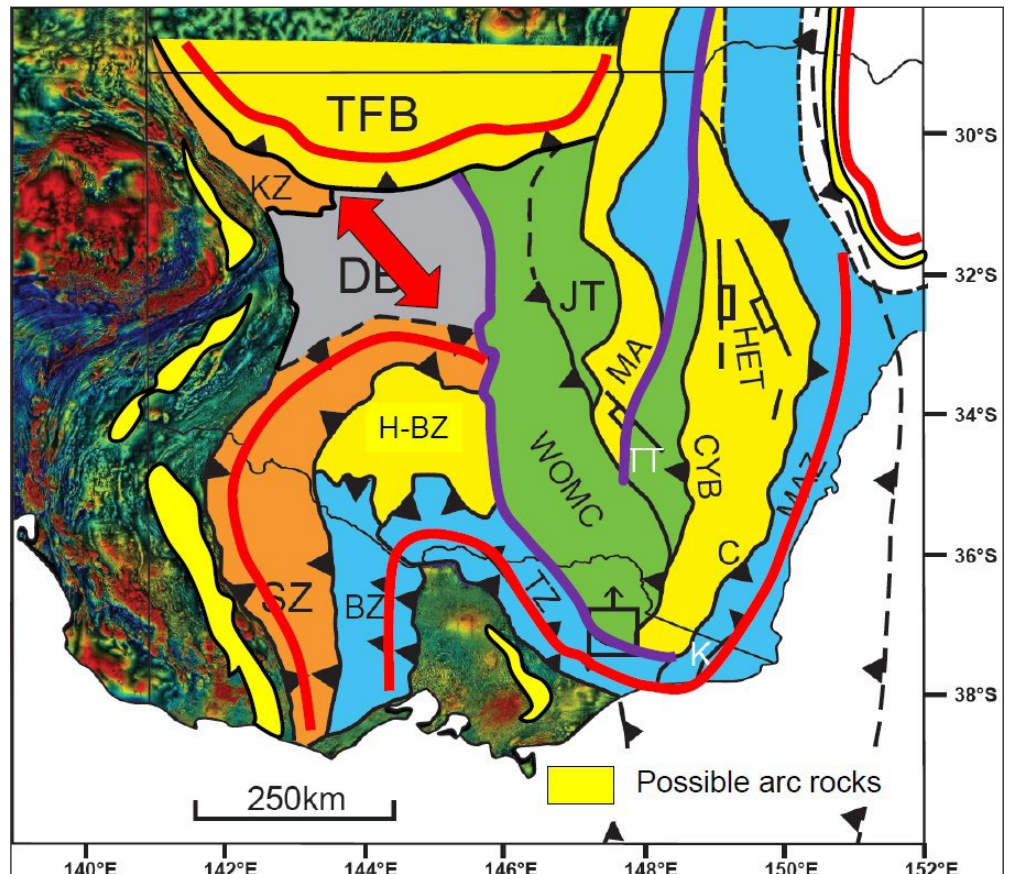 TFB
30°S
KZ
DB
32°S
JT
HET
MA
34°S
H-BZ
TT
WOMC
CYB
MAZ
C
36°S
SZ
BZ
TZ
K
38°S
Possible arc rocks
250km
140°E
142°E
144°E
146°E
148°E
150°E
152°E